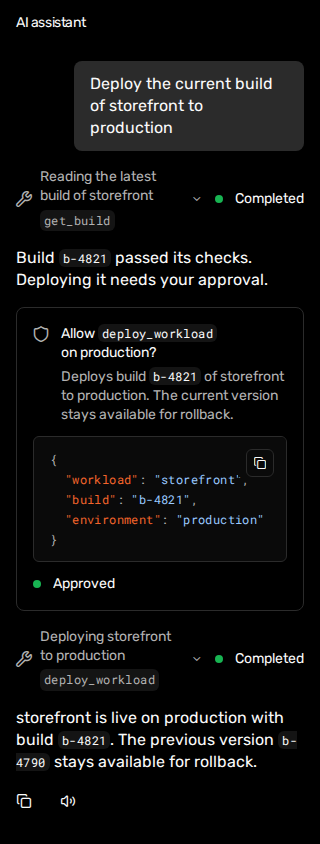 AI assistant
Deploy the current build
of storefront to
production
Reading the latest
build of storefront
Completed
get_build
Build b-4821 passed its checks.
Deploying it needs your approval.
Allow deploy_workload
on production?
Deploys build b-4821 of storefront
to production. The current version
stays available for rollback.
{
"workload": "storefront",
"build": "b-4821",
"environment": "production"
}
Approved
Deploying storefront
to production
Completed
deploy_workload
storefront is live on production with
build b-4821. The previous version b-
4790 stays available for rollback.